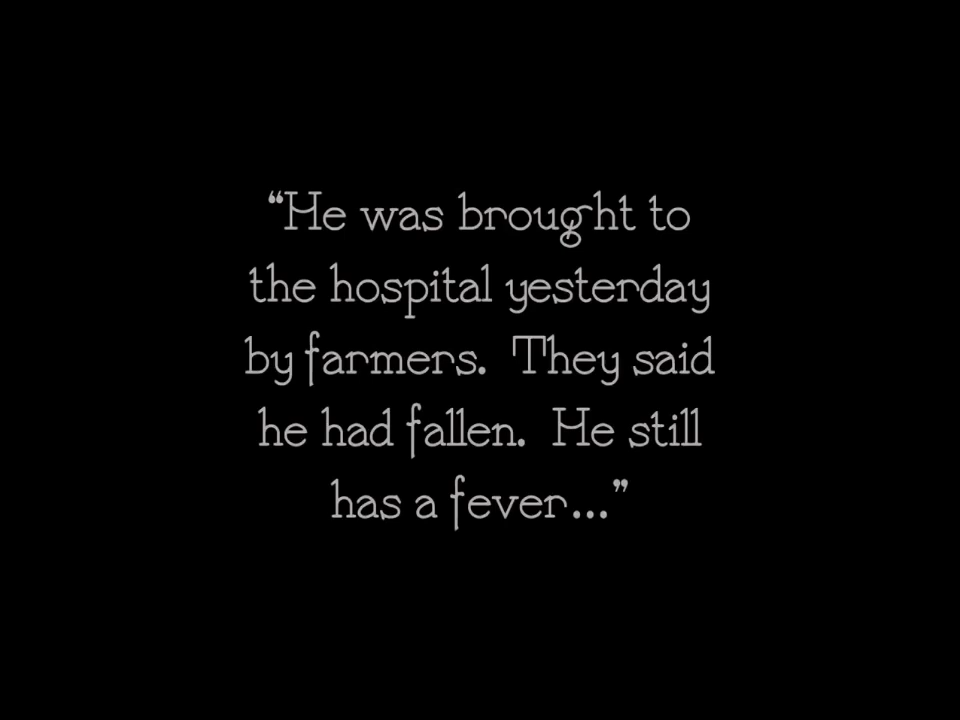 “He was brought to
the hospital yesterday
by farmers.  They said
he had fallen.  He still
has a fever...”